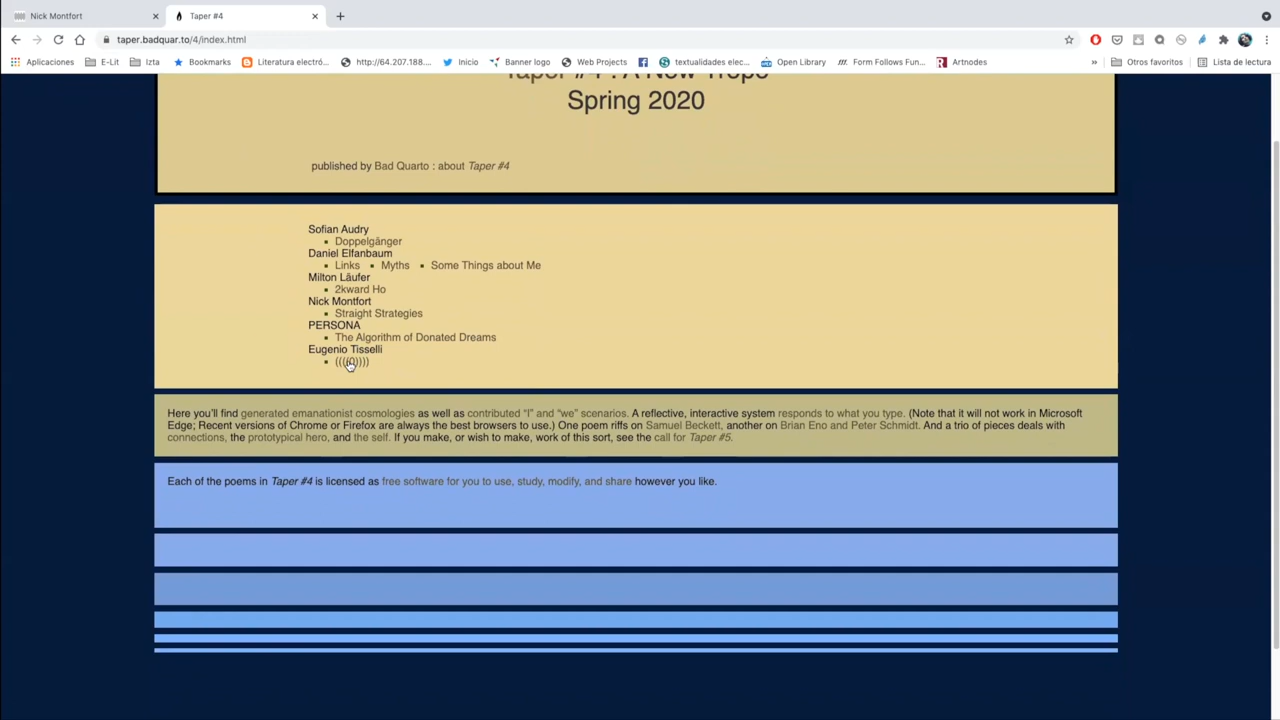 Nick Montfort
Taper #4
taper.badquar.to/4/index.html
Aplicaciones E-Lit Izta Bookmarks Literatura electró... http://64.207.188.... Inicio Banner logo Web Projects textualidades elec... Open Library Form Follows Fun... Artnodes » Otros favoritos Lista de lectura
Taper #4 : A New Trope
Spring 2020
published by Bad Quarto : about Taper #4
Sofian Audry
Doppelgänger
Daniel Elfanbaum
Links ▪ Myths ▪ Some Things about Me
Milton Läufer
2kward Ho
Nick Montfort
Straight Strategies
PERSONA
The Algorithm of Donated Dreams
Eugenio Tisselli
Here you’ll find generated emanationist cosmologies as well as contributed “I” and “we” scenarios. A reflective, interactive system responds to what you type. (Note that it will not work in Microsoft
Edge; Recent versions of Chrome or Firefox are always the best browsers to use.) One poem riffs on Samuel Beckett, another on Brian Eno and Peter Schmidt. And a trio of pieces deals with
connections, the prototypical hero, and the self. If you make, or wish to make, work of this sort, see the call for Taper #5.
Each of the poems in Taper #4 is licensed as free software for you to use, study, modify, and share however you like.